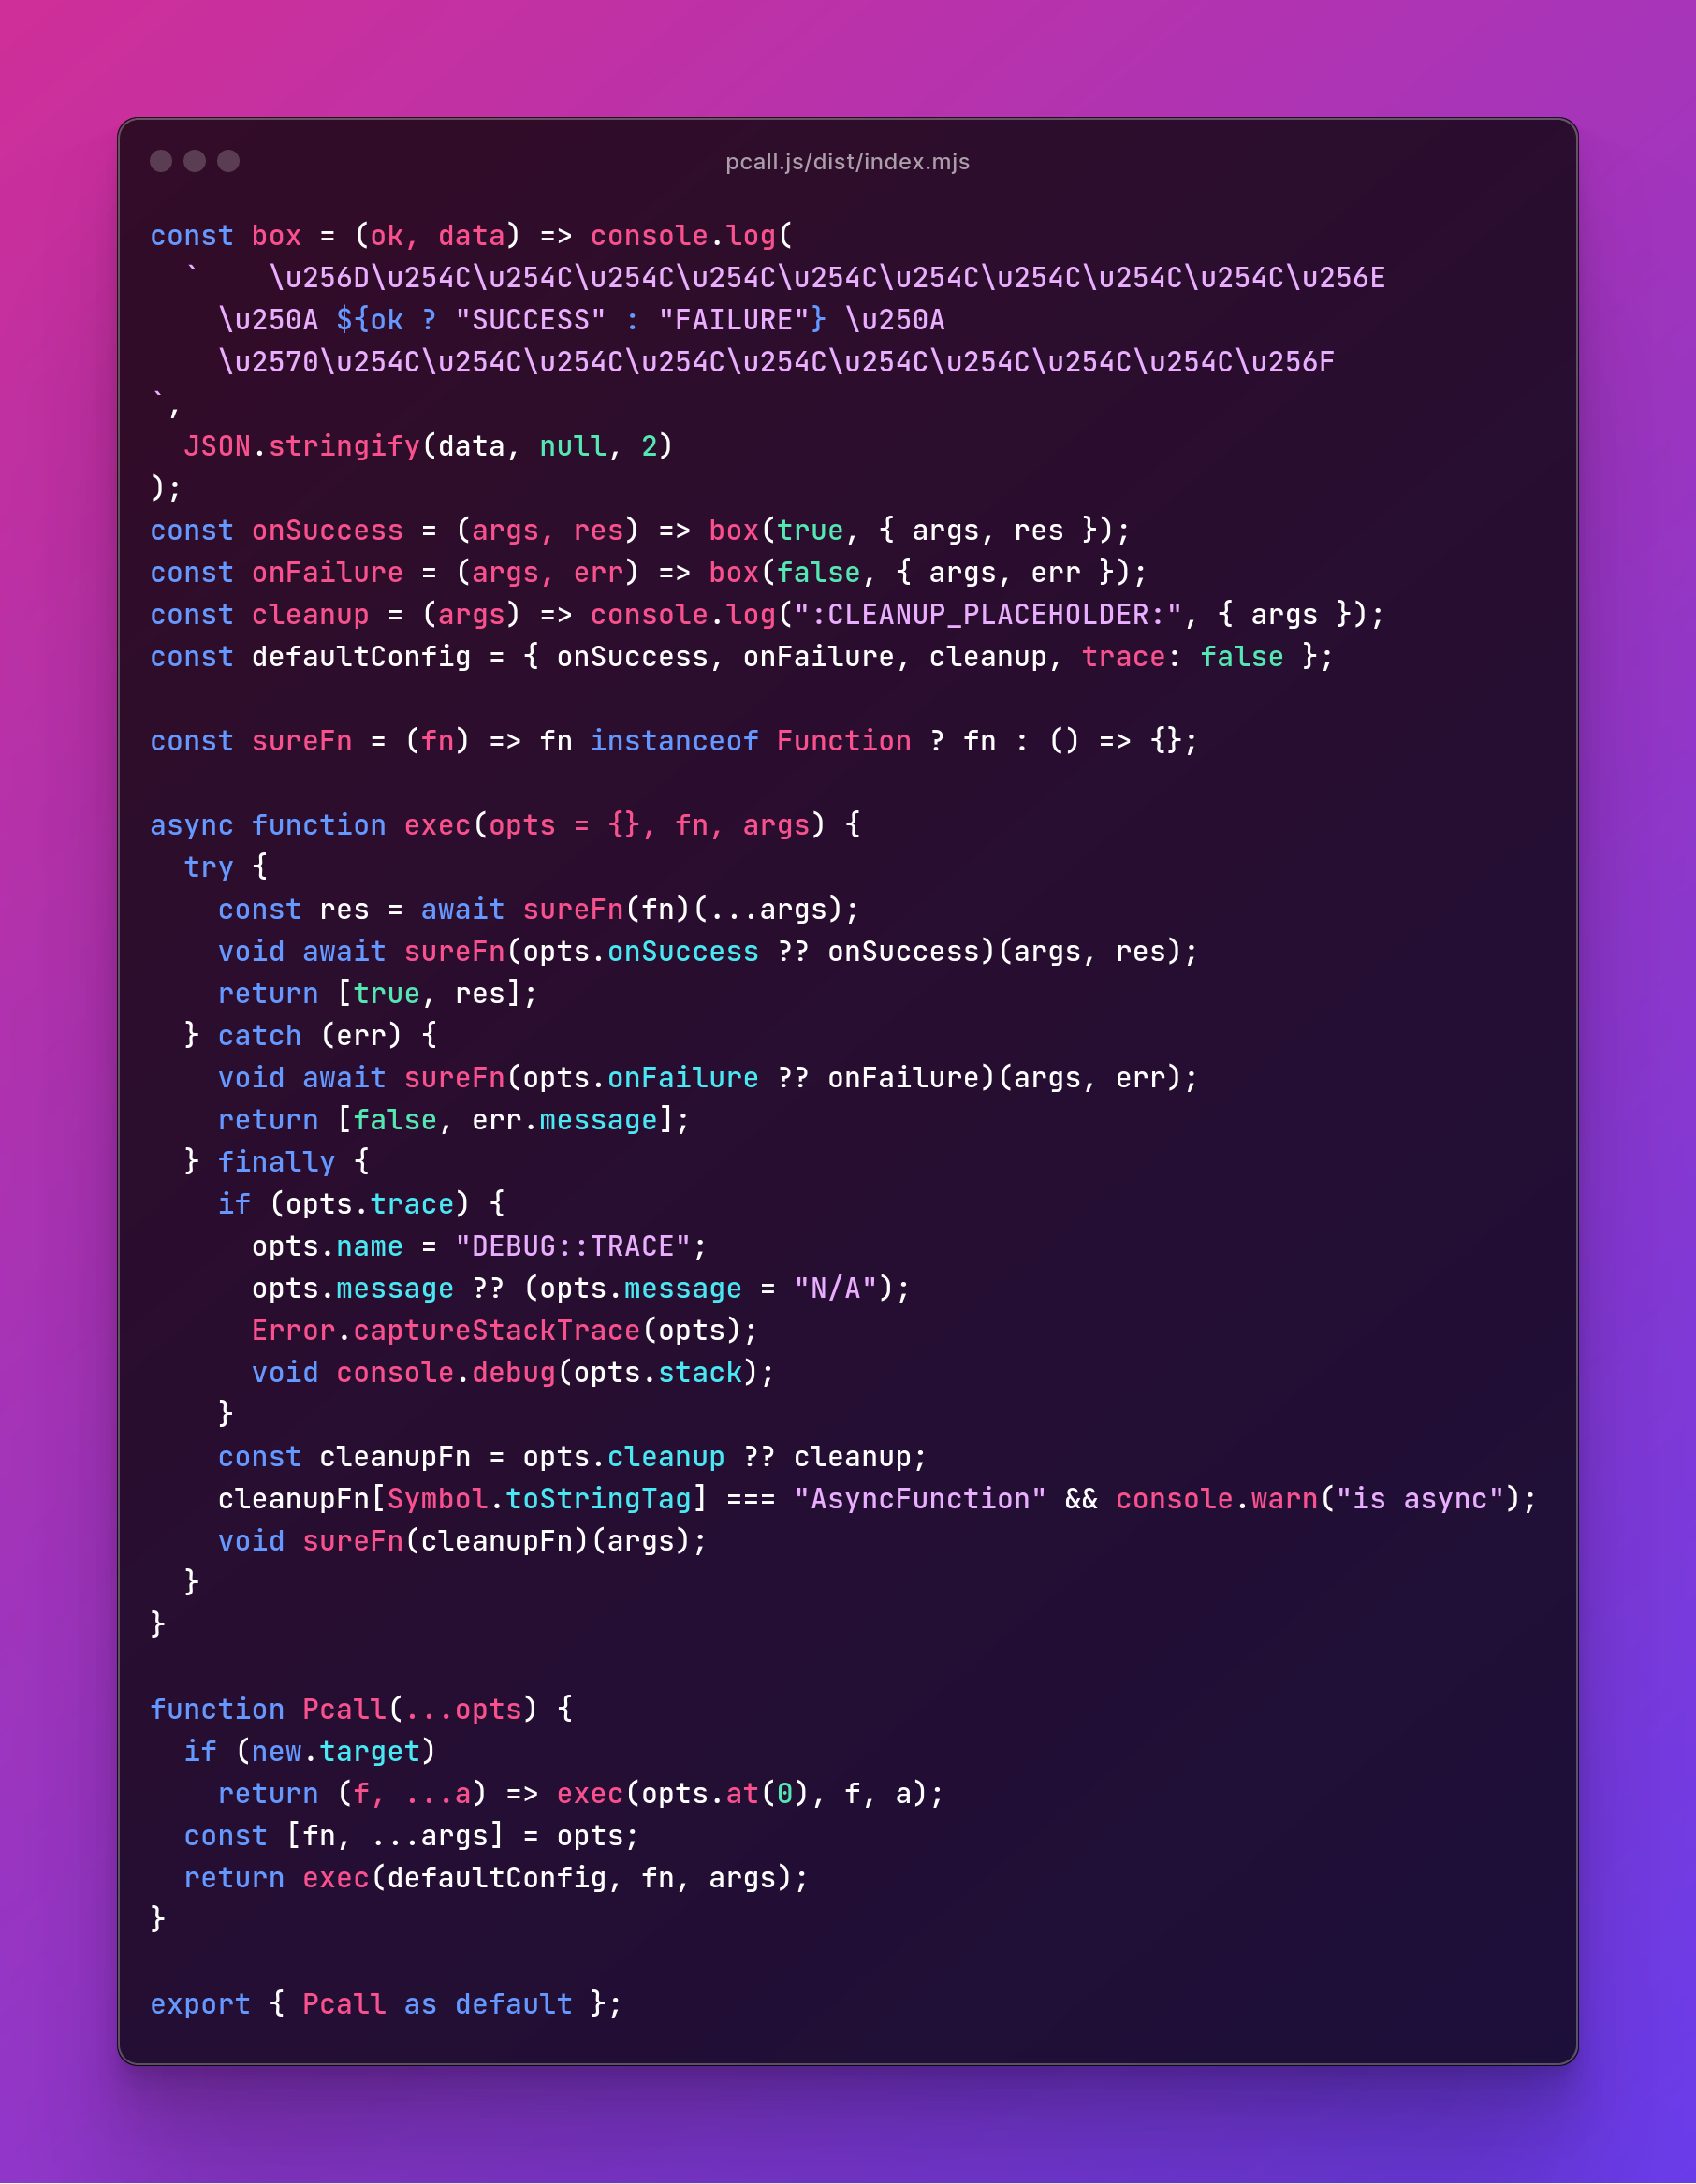 pcall.js/dist/index.mjs
const box = (ok, data) => console.log(
  `    \u256D\u254C\u254C\u254C\u254C\u254C\u254C\u254C\u254C\u254C\u256E
    \u250A ${ok ? "SUCCESS" : "FAILURE"} \u250A
    \u2570\u254C\u254C\u254C\u254C\u254C\u254C\u254C\u254C\u254C\u256F
`,
  JSON.stringify(data, null, 2)
);
const onSuccess = (args, res) => box(true, { args, res });
const onFailure = (args, err) => box(false, { args, err });
const cleanup = (args) => console.log(":CLEANUP_PLACEHOLDER:", { args });
const defaultConfig = { onSuccess, onFailure, cleanup, trace: false };

const sureFn = (fn) => fn instanceof Function ? fn : () => {};

async function exec(opts = {}, fn, args) {
  try {
    const res = await sureFn(fn)(...args);
    void await sureFn(opts.onSuccess ?? onSuccess)(args, res);
    return [true, res];
  } catch (err) {
    void await sureFn(opts.onFailure ?? onFailure)(args, err);
    return [false, err.message];
  } finally {
    if (opts.trace) {
      opts.name = "DEBUG::TRACE";
      opts.message ?? (opts.message = "N/A");
      Error.captureStackTrace(opts);
      void console.debug(opts.stack);
    }
    const cleanupFn = opts.cleanup ?? cleanup;
    cleanupFn[Symbol.toStringTag] === "AsyncFunction" && console.warn("is async");
    void sureFn(cleanupFn)(args);
  }
}

function Pcall(...opts) {
  if (new.target)
    return (f, ...a) => exec(opts.at(0), f, a);
  const [fn, ...args] = opts;
  return exec(defaultConfig, fn, args);
}

export { Pcall as default };